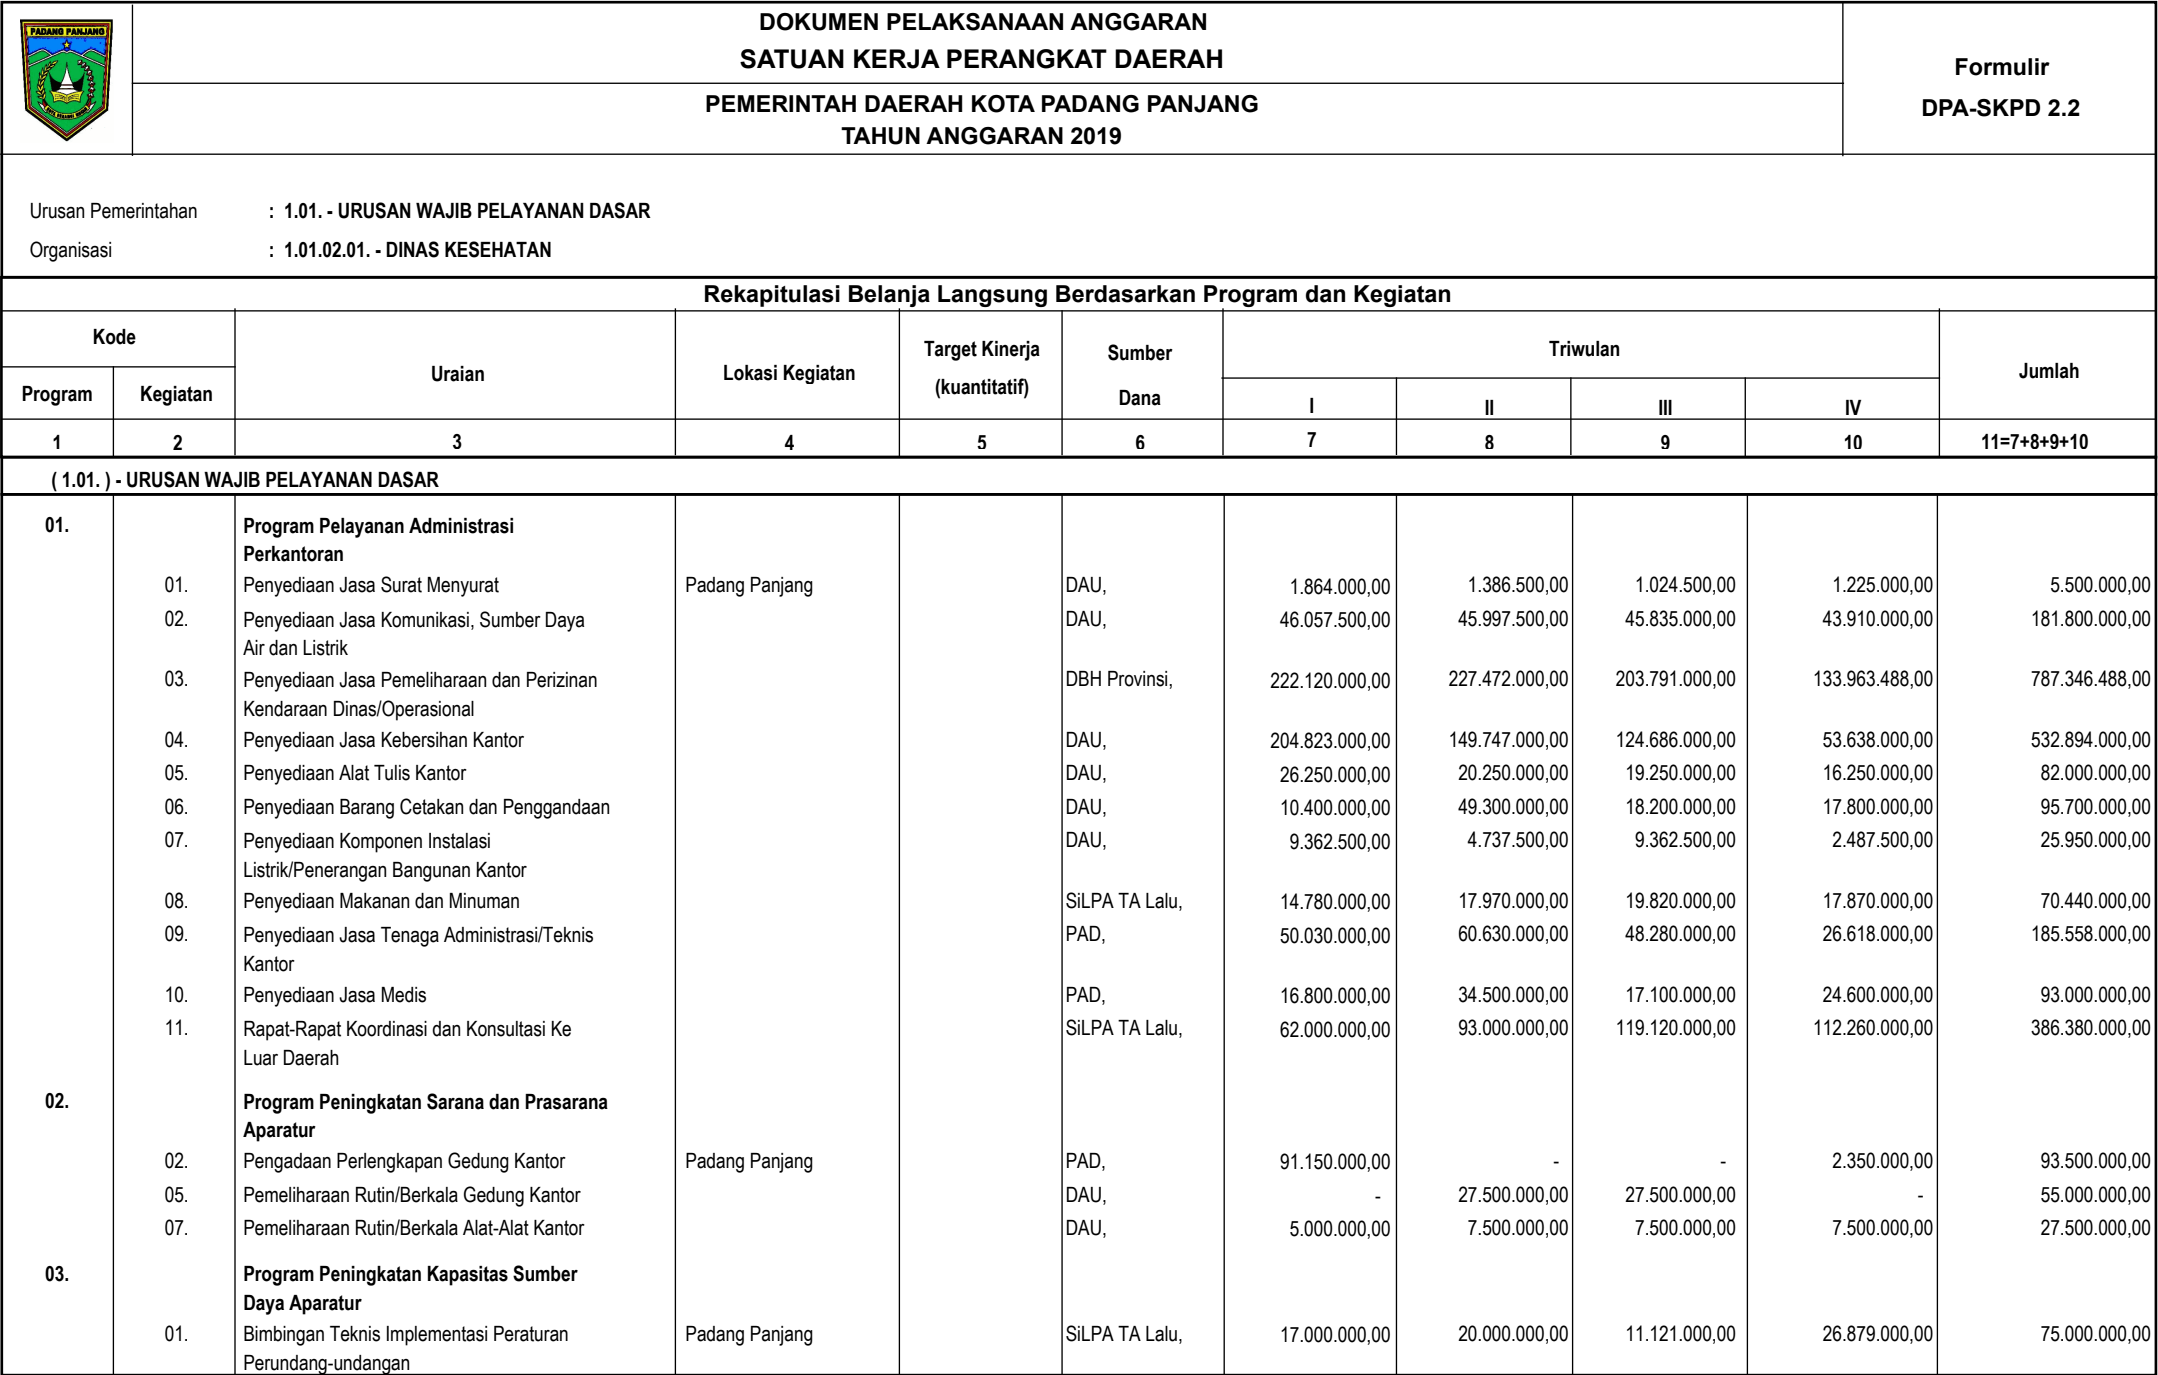 PADANG PANJANG
DOKUMEN PELAKSANAAN ANGGARAN
SATUAN KERJA PERANGKAT DAERAH
PEMERINTAH DAERAH KOTA PADANG PANJANG
TAHUN ANGGARAN 2019
Formulir
DPA-SKPD 2.2
Urusan Pemerintahan : 1.01. - URUSAN WAJIB PELAYANAN DASAR
Organisasi : 1.01.02.01. - DINAS KESEHATAN
Rekapitulasi Belanja Langsung Berdasarkan Program dan Kegiatan
Kode Uraian Lokasi Kegiatan Target Kinerja (kuantitatif) Sumber Dana Triwulan Jumlah
Program Kegiatan I II III IV
1 2 3 4 5 6 7 8 9 10 11=7+8+9+10
( 1.01. ) - URUSAN WAJIB PELAYANAN DASAR
01. Program Pelayanan Administrasi
Perkantoran
01. Penyediaan Jasa Surat Menyurat Padang Panjang DAU, 1.864.000,00 1.386.500,00 1.024.500,00 1.225.000,00 5.500.000,00
02. Penyediaan Jasa Komunikasi, Sumber Daya DAU, 46.057.500,00 45.997.500,00 45.835.000,00 43.910.000,00 181.800.000,00
Air dan Listrik
03. Penyediaan Jasa Pemeliharaan dan Perizinan DBH Provinsi, 222.120.000,00 227.472.000,00 203.791.000,00 133.963.488,00 787.346.488,00
Kendaraan Dinas/Operasional
04. Penyediaan Jasa Kebersihan Kantor DAU, 204.823.000,00 149.747.000,00 124.686.000,00 53.638.000,00 532.894.000,00
05. Penyediaan Alat Tulis Kantor DAU, 26.250.000,00 20.250.000,00 19.250.000,00 16.250.000,00 82.000.000,00
06. Penyediaan Barang Cetakan dan Penggandaan DAU, 10.400.000,00 49.300.000,00 18.200.000,00 17.800.000,00 95.700.000,00
07. Penyediaan Komponen Instalasi DAU, 9.362.500,00 4.737.500,00 9.362.500,00 2.487.500,00 25.950.000,00
Listrik/Penerangan Bangunan Kantor
08. Penyediaan Makanan dan Minuman SiLPA TA Lalu, 14.780.000,00 17.970.000,00 19.820.000,00 17.870.000,00 70.440.000,00
09. Penyediaan Jasa Tenaga Administrasi/Teknis PAD, 50.030.000,00 60.630.000,00 48.280.000,00 26.618.000,00 185.558.000,00
Kantor
10. Penyediaan Jasa Medis PAD, 16.800.000,00 34.500.000,00 17.100.000,00 24.600.000,00 93.000.000,00
11. Rapat-Rapat Koordinasi dan Konsultasi Ke SiLPA TA Lalu, 62.000.000,00 93.000.000,00 119.120.000,00 112.260.000,00 386.380.000,00
Luar Daerah
02. Program Peningkatan Sarana dan Prasarana
Aparatur
02. Pengadaan Perlengkapan Gedung Kantor Padang Panjang PAD, 91.150.000,00 - - 2.350.000,00 93.500.000,00
05. Pemeliharaan Rutin/Berkala Gedung Kantor DAU, - 27.500.000,00 27.500.000,00 - 55.000.000,00
07. Pemeliharaan Rutin/Berkala Alat-Alat Kantor DAU, 5.000.000,00 7.500.000,00 7.500.000,00 7.500.000,00 27.500.000,00
03. Program Peningkatan Kapasitas Sumber
Daya Aparatur
01. Bimbingan Teknis Implementasi Peraturan Padang Panjang SiLPA TA Lalu, 17.000.000,00 20.000.000,00 11.121.000,00 26.879.000,00 75.000.000,00
Perundang-undangan